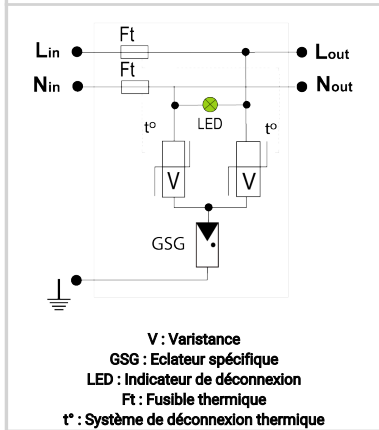 Ft
Lin Lout
Ft
Nin Nout
LED
t° t°
V V
GSG
V : Varistance
GSG : Eclateur spécifique
LED : Indicateur de déconnexion
Ft : Fusible thermique
t° : Système de déconnexion thermique